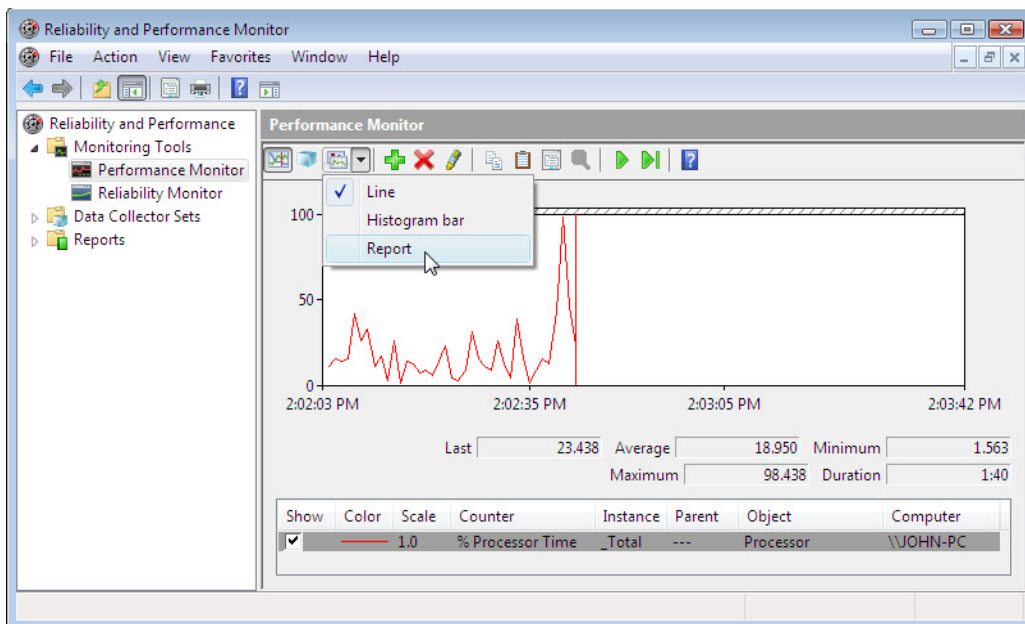 Reliability and Performance Monitor
File Action View Favorites Window Help
Reliability and Performance
Monitoring Tools
Performance Monitor
Reliability Monitor
Data Collector Sets
Reports
Performance Monitor
Line
Histogram bar
Report
100
50
0
2:02:03 PM 2:02:35 PM 2:03:05 PM 2:03:42 PM
Last 23.438 Average 18.950 Minimum 1.563
Maximum 98.438 Duration 1:40
Show Color Scale Counter Instance Parent Object Computer
1.0 % Processor Time _Total --- Processor \\JOHN-PC